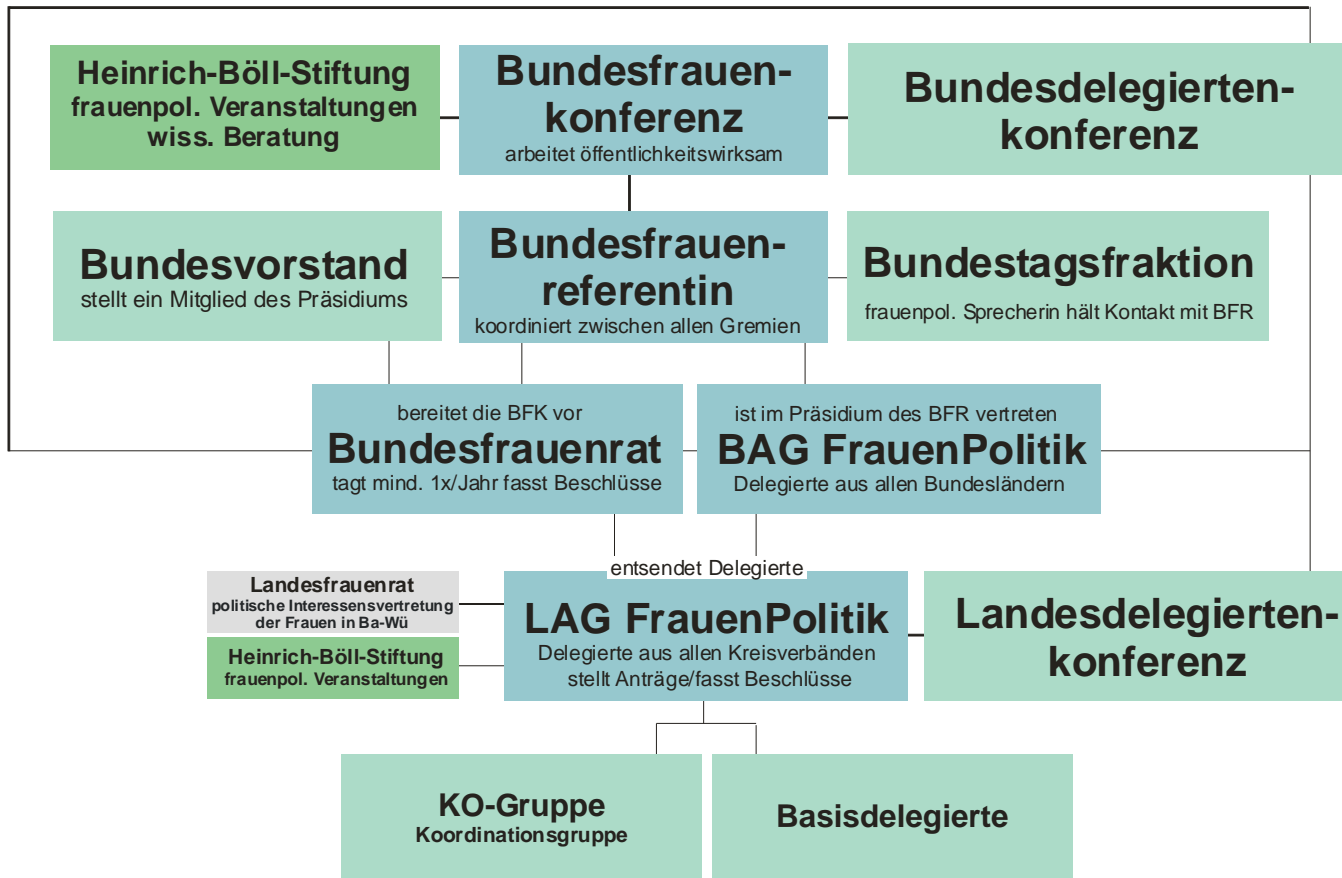 Heinrich-Böll-Stiftung
frauenpol. Veranstaltungen
wiss. Beratung
Bundesfrauen-
konferenz
arbeitet öffentlichkeitswirksam
Bundesdelegierten-
konferenz
Bundesvorstand
stellt ein Mitglied des Präsidiums
Bundesfrauen-
referentin
koordiniert zwischen allen Gremien
Bundestagsfraktion
frauenpol. Sprecherin hält Kontakt mit BFR
bereitet die BFK vor
Bundesfrauenrat
tagt mind. 1x/Jahr fasst Beschlüsse
ist im Präsidium des BFR vertreten
BAG FrauenPolitik
Delegierte aus allen Bundesländern
entsendet Delegierte
Landesfrauenrat
politische Interessensvertretung
der Frauen in Ba-Wü
Heinrich-Böll-Stiftung
frauenpol. Veranstaltungen
LAG FrauenPolitik
Delegierte aus allen Kreisverbänden
stellt Anträge/fasst Beschlüsse
Landesdelegierten-
konferenz
KO-Gruppe
Koordinationsgruppe
Basisdelegierte